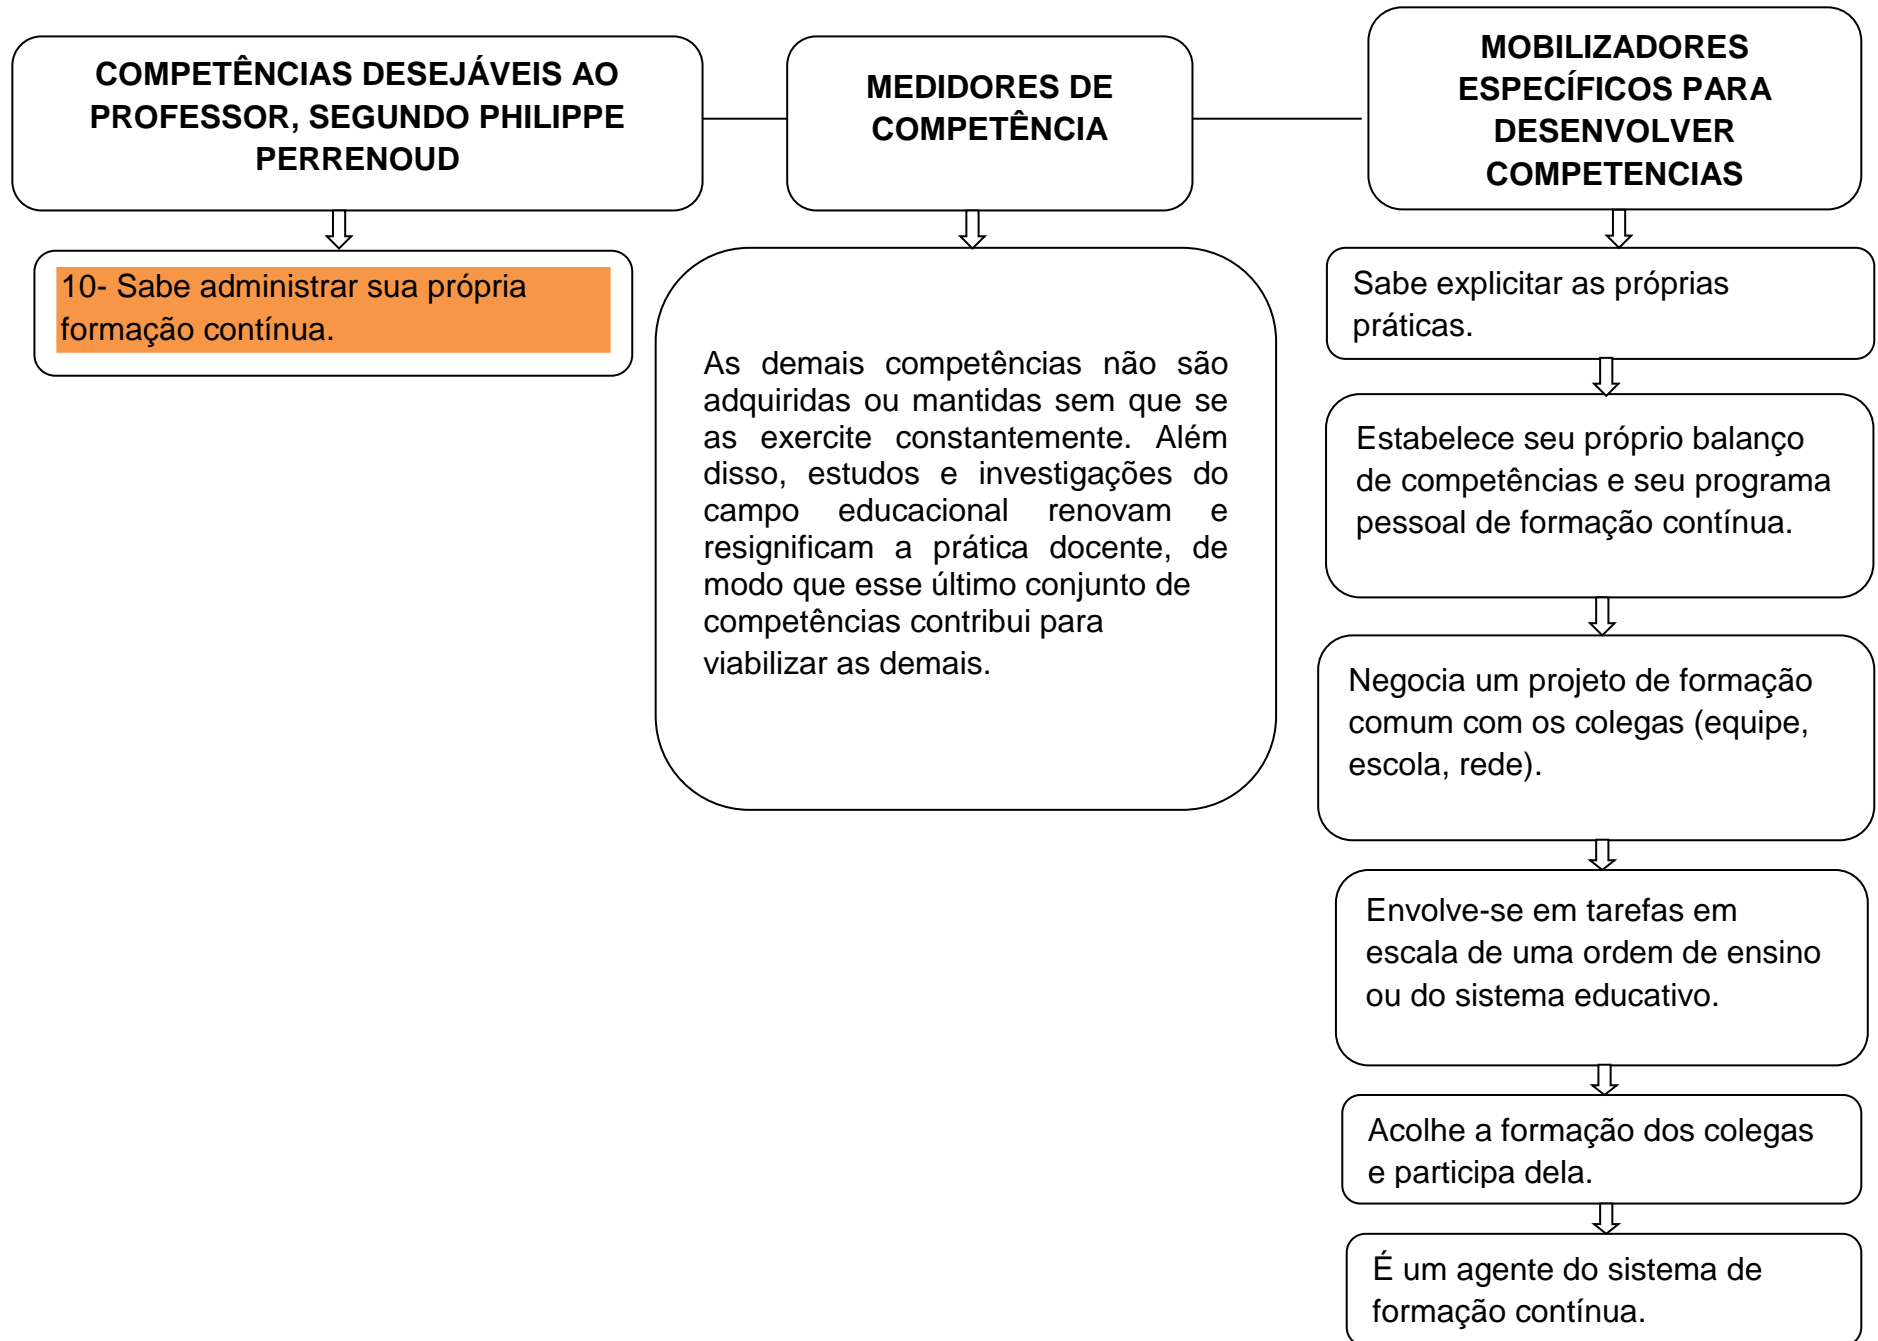 COMPETÊNCIAS DESEJÁVEIS AO
PROFESSOR, SEGUNDO PHILIPPE
PERRENOUD
MEDIDORES DE
COMPETÊNCIA
MOBILIZADORES
ESPECÍFICOS PARA
DESENVOLVER
COMPETENCIAS
10- Sabe administrar sua própria
formação contínua.
As demais competências não são
adquiridas ou mantidas sem que se
as exercite constantemente. Além
disso, estudos e investigações do
campo educacional renovam e
resignificam a prática docente, de
modo que esse último conjunto de
competências contribui para
viabilizar as demais.
Sabe explicitar as próprias
práticas.
Estabelece seu próprio balanço
de competências e seu programa
pessoal de formação contínua.
Negocia um projeto de formação
comum com os colegas (equipe,
escola, rede).
Envolve-se em tarefas em
escala de uma ordem de ensino
ou do sistema educativo.
Acolhe a formação dos colegas
e participa dela.
É um agente do sistema de
formação contínua.